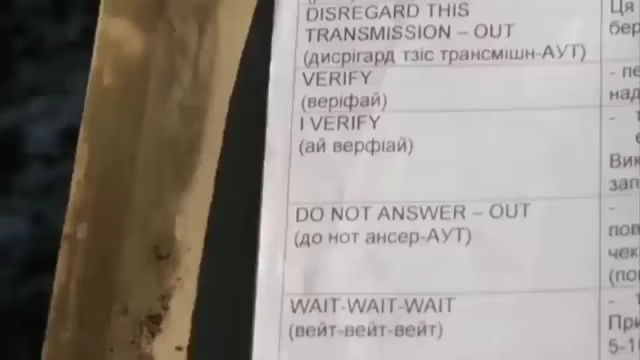 DISREGARD THIS
TRANSMISSION – OUT
(дисрігард тзіс трансмішн-АУТ)
VERIFY
(веріфай)
I VERIFY
(ай верфіай)
DO NOT ANSWER – OUT
(до нот ансер-АУТ)
WAIT-WAIT-WAIT
(вейт-вейт-вейт)
Ця